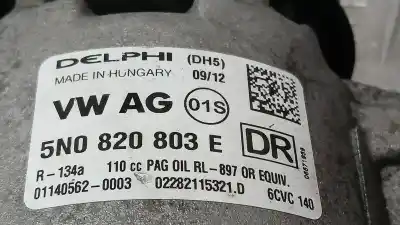 DELPHI (DH5)
MADE IN HUNGARY 09/12
VW AG 01S
5N0 820 803 E DR
R-134a 110 cc PAG OIL RL-897 OR EQUIV.
01140562-0003 02282115321.D 6CVC 140